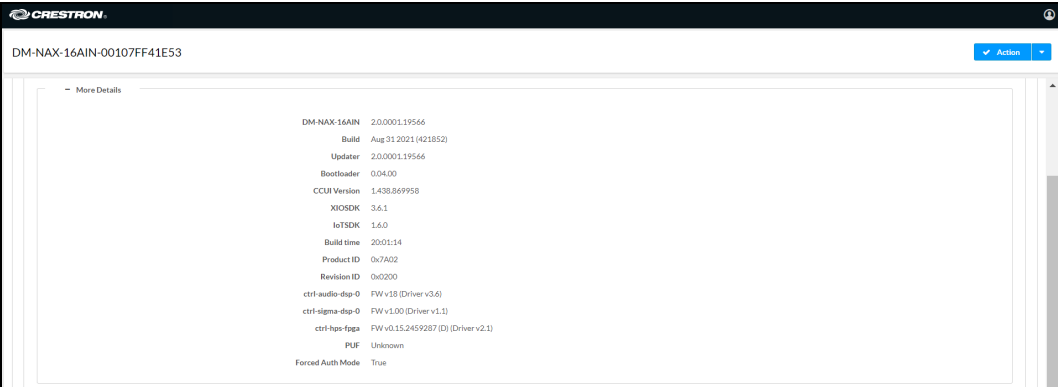 CRESTRON®
DM-NAX-16AIN-00107FF41E53
Action
− More Details
DM-NAX-16AIN 2.0.0001.19566
Build Aug 31 2021 (421852)
Updater 2.0.0001.19566
Bootloader 0.04.00
CCUI Version 1.438.869958
XIOSDK 3.6.1
IoTSDK 1.6.0
Build time 20:01:14
Product ID 0x7A02
Revision ID 0x0200
ctrl-audio-dsp-0 FW v18 (Driver v3.6)
ctrl-sigma-dsp-0 FW v1.00 (Driver v1.1)
ctrl-hps-fpga FW v0.15.2459287 (D) (Driver v2.1)
PUF Unknown
Forced Auth Mode True